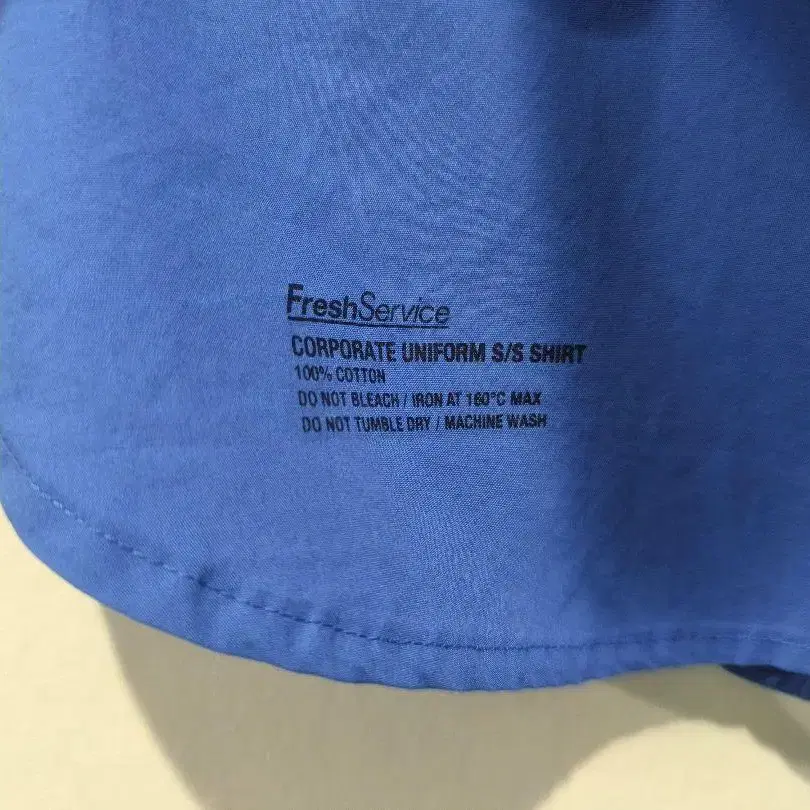 FreshService
CORPORATE UNIFORM S/S SHIRT
100% COTTON
DO NOT BLEACH / IRON AT 160°C MAX
DO NOT TUMBLE DRY / MACHINE WASH